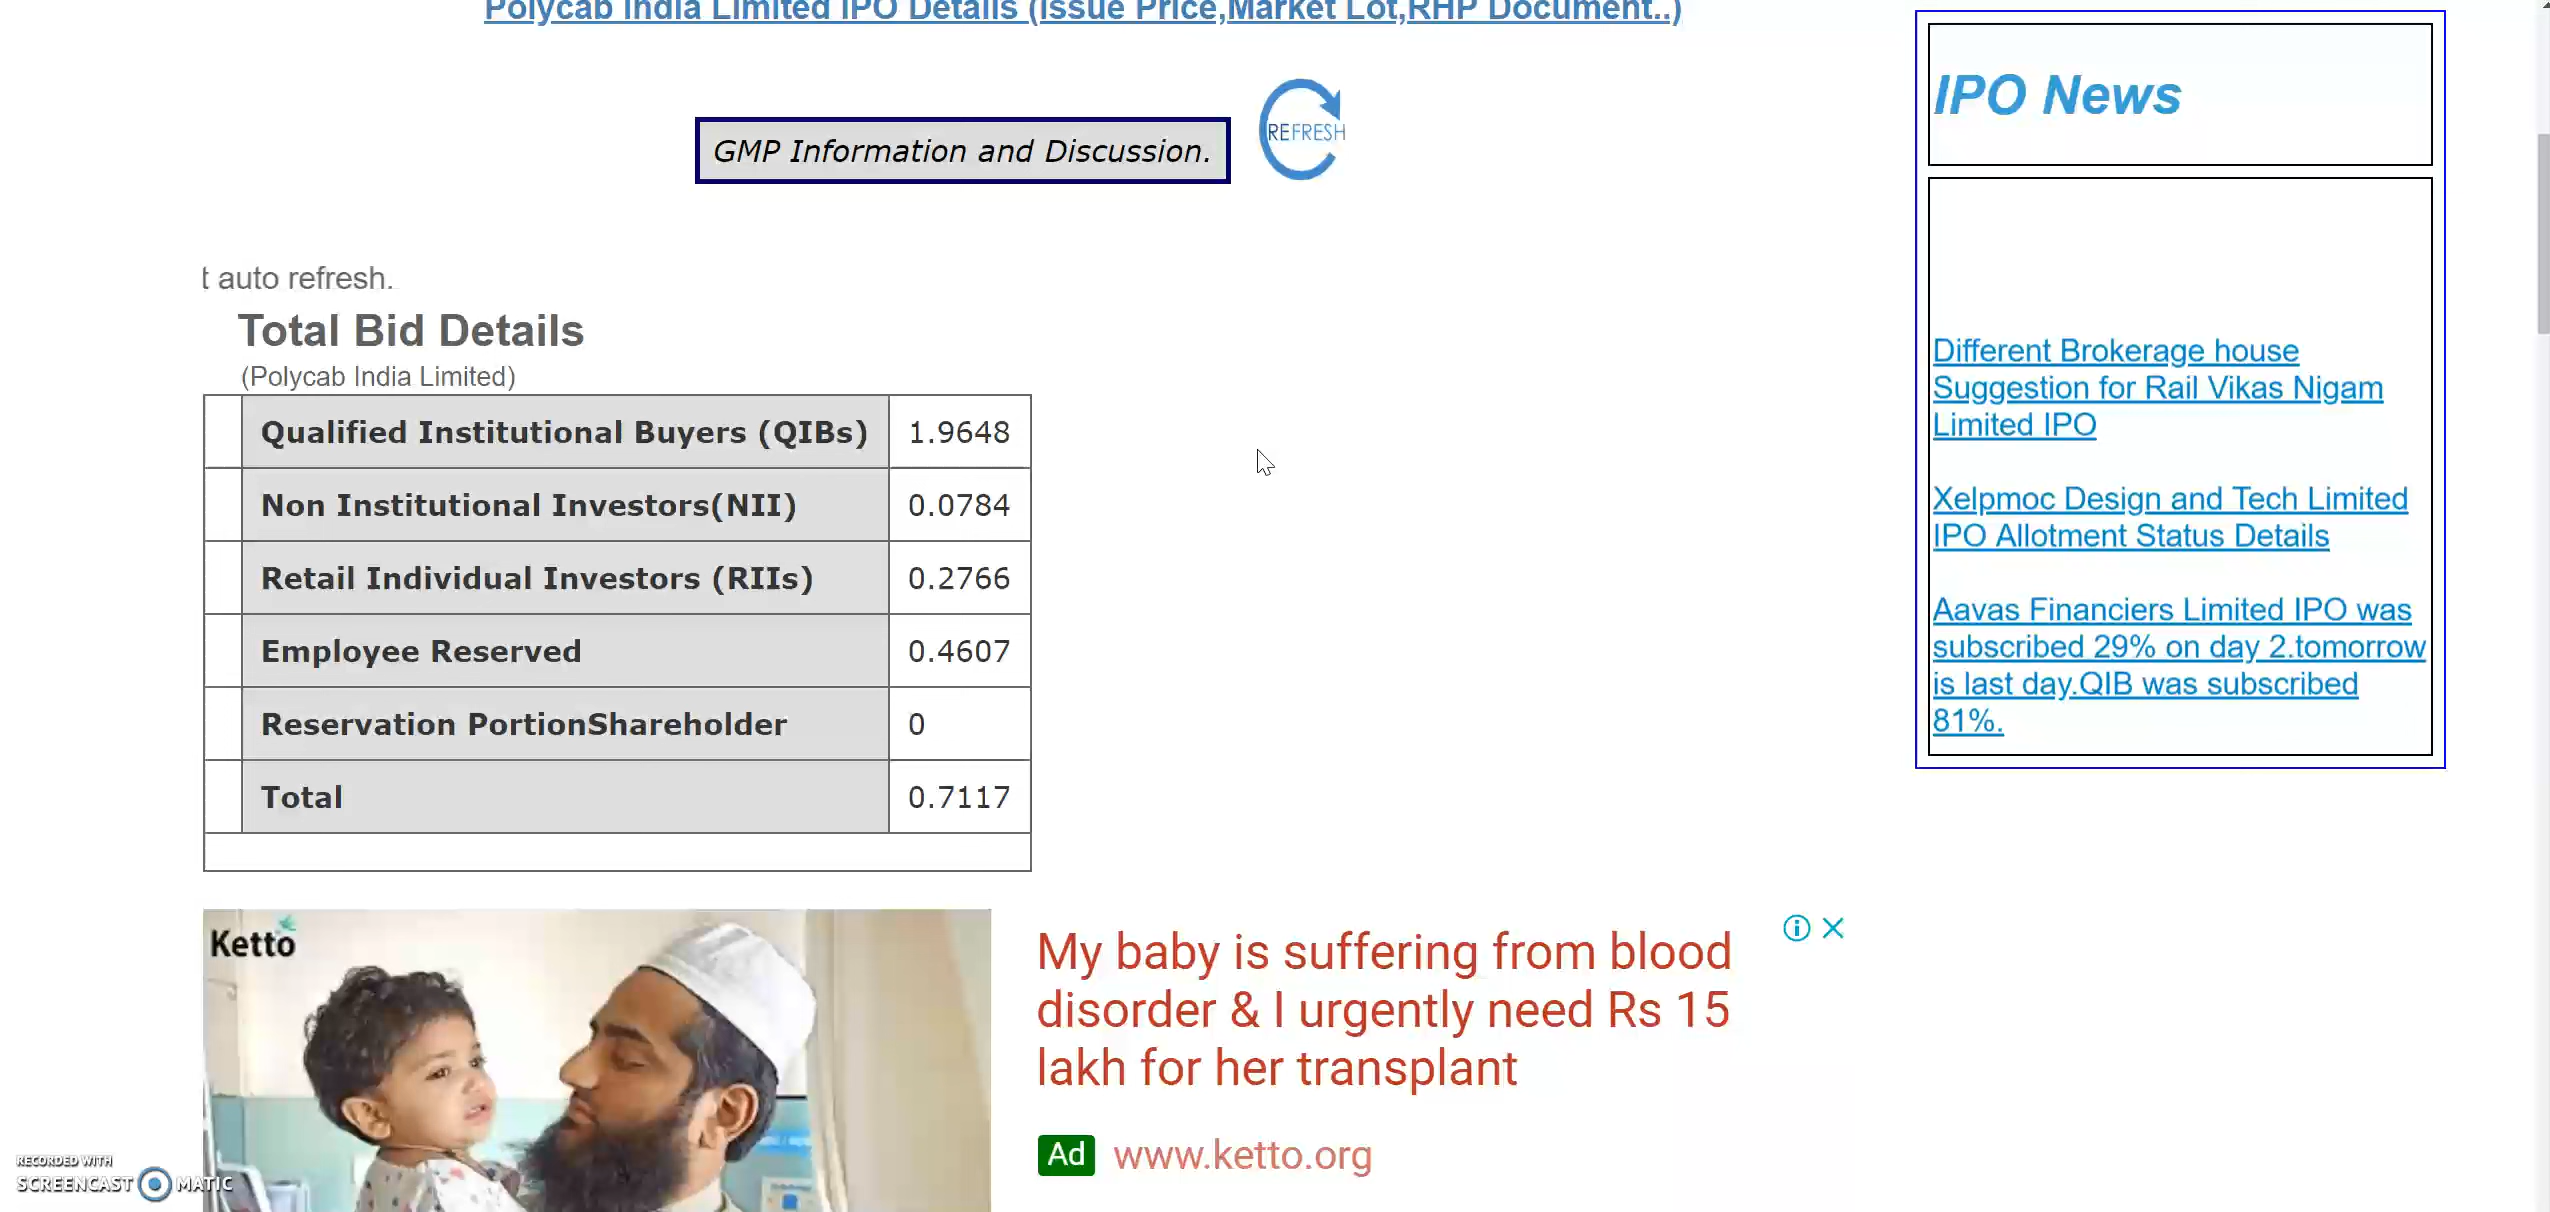 Polycab India Limited IPO Details (Issue Price,Market Lot,RHP Document..)
GMP Information and Discussion.
REFRESH
t auto refresh.
Total Bid Details
(Polycab India Limited)
Qualified Institutional Buyers (QIBs) 1.9648
Non Institutional Investors(NII) 0.0784
Retail Individual Investors (RIIs) 0.2766
Employee Reserved 0.4607
Reservation PortionShareholder 0
Total 0.7117
IPO News
Different Brokerage house
Suggestion for Rail Vikas Nigam
Limited IPO
Xelpmoc Design and Tech Limited
IPO Allotment Status Details
Aavas Financiers Limited IPO was
subscribed 29% on day 2.tomorrow
is last day.QIB was subscribed
81%.
Ketto
My baby is suffering from blood
disorder & I urgently need Rs 15
lakh for her transplant
Ad www.ketto.org
RECORDED WITH
SCREENCAST MATIC